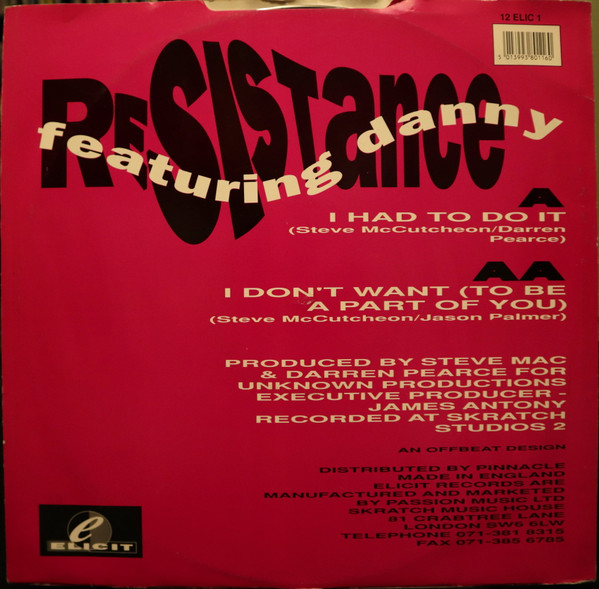 12 ELIC 1
5 013993 801160
ReSISTance
featuring danny
A
I HAD TO DO IT
(Steve McCutcheon/Darren
Pearce)
AA
I DON'T WANT (TO BE
A PART OF YOU)
(Steve McCutcheon/Jason Palmer)
PRODUCED BY STEVE MAC
& DARREN PEARCE FOR
UNKNOWN PRODUCTIONS
EXECUTIVE PRODUCER -
JAMES ANTONY
RECORDED AT SKRATCH
STUDIOS 2
AN OFFBEAT DESIGN
DISTRIBUTED BY PINNACLE
MADE IN ENGLAND
ELICIT RECORDS ARE
MANUFACTURED AND MARKETED
BY PASSION MUSIC LTD
SKRATCH MUSIC HOUSE
81 CRABTREE LANE
LONDON SW6 6LW
TELEPHONE 071-381 8315
FAX 071-385 6785
e
ELICIT